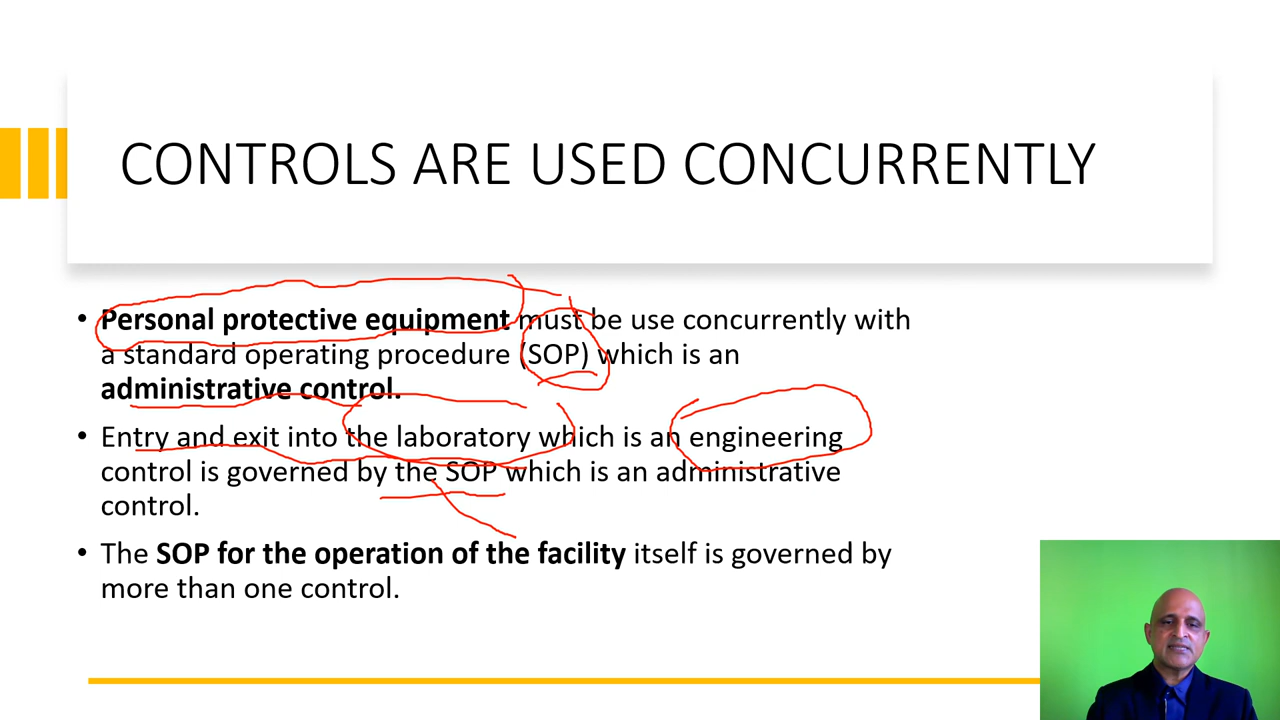 CONTROLS ARE USED CONCURRENTLY
• Personal protective equipment must be use concurrently with
a standard operating procedure (SOP) which is an
administrative control.
• Entry and exit into the laboratory which is an engineering
control is governed by the SOP which is an administrative
control.
• The SOP for the operation of the facility itself is governed by
more than one control.